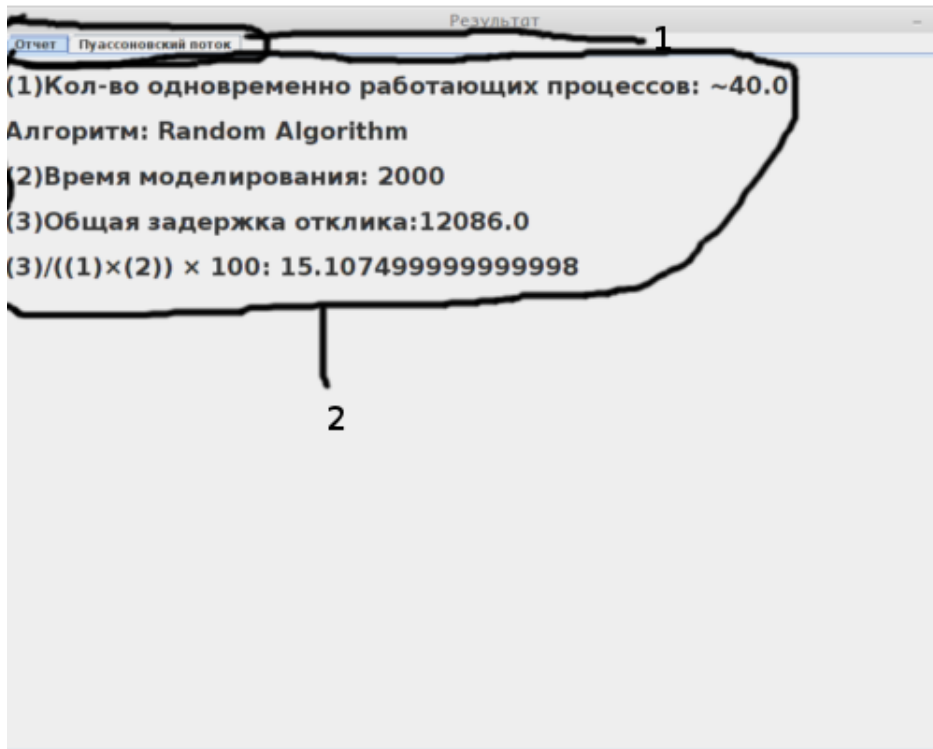 Результат
Отчет Пуассоновский поток
1
(1)Кол-во одновременно работающих процессов: ~40.0
Алгоритм: Random Algorithm
(2)Время моделирования: 2000
(3)Общая задержка отклика:12086.0
(3)/((1)×(2)) × 100: 15.107499999999998
2